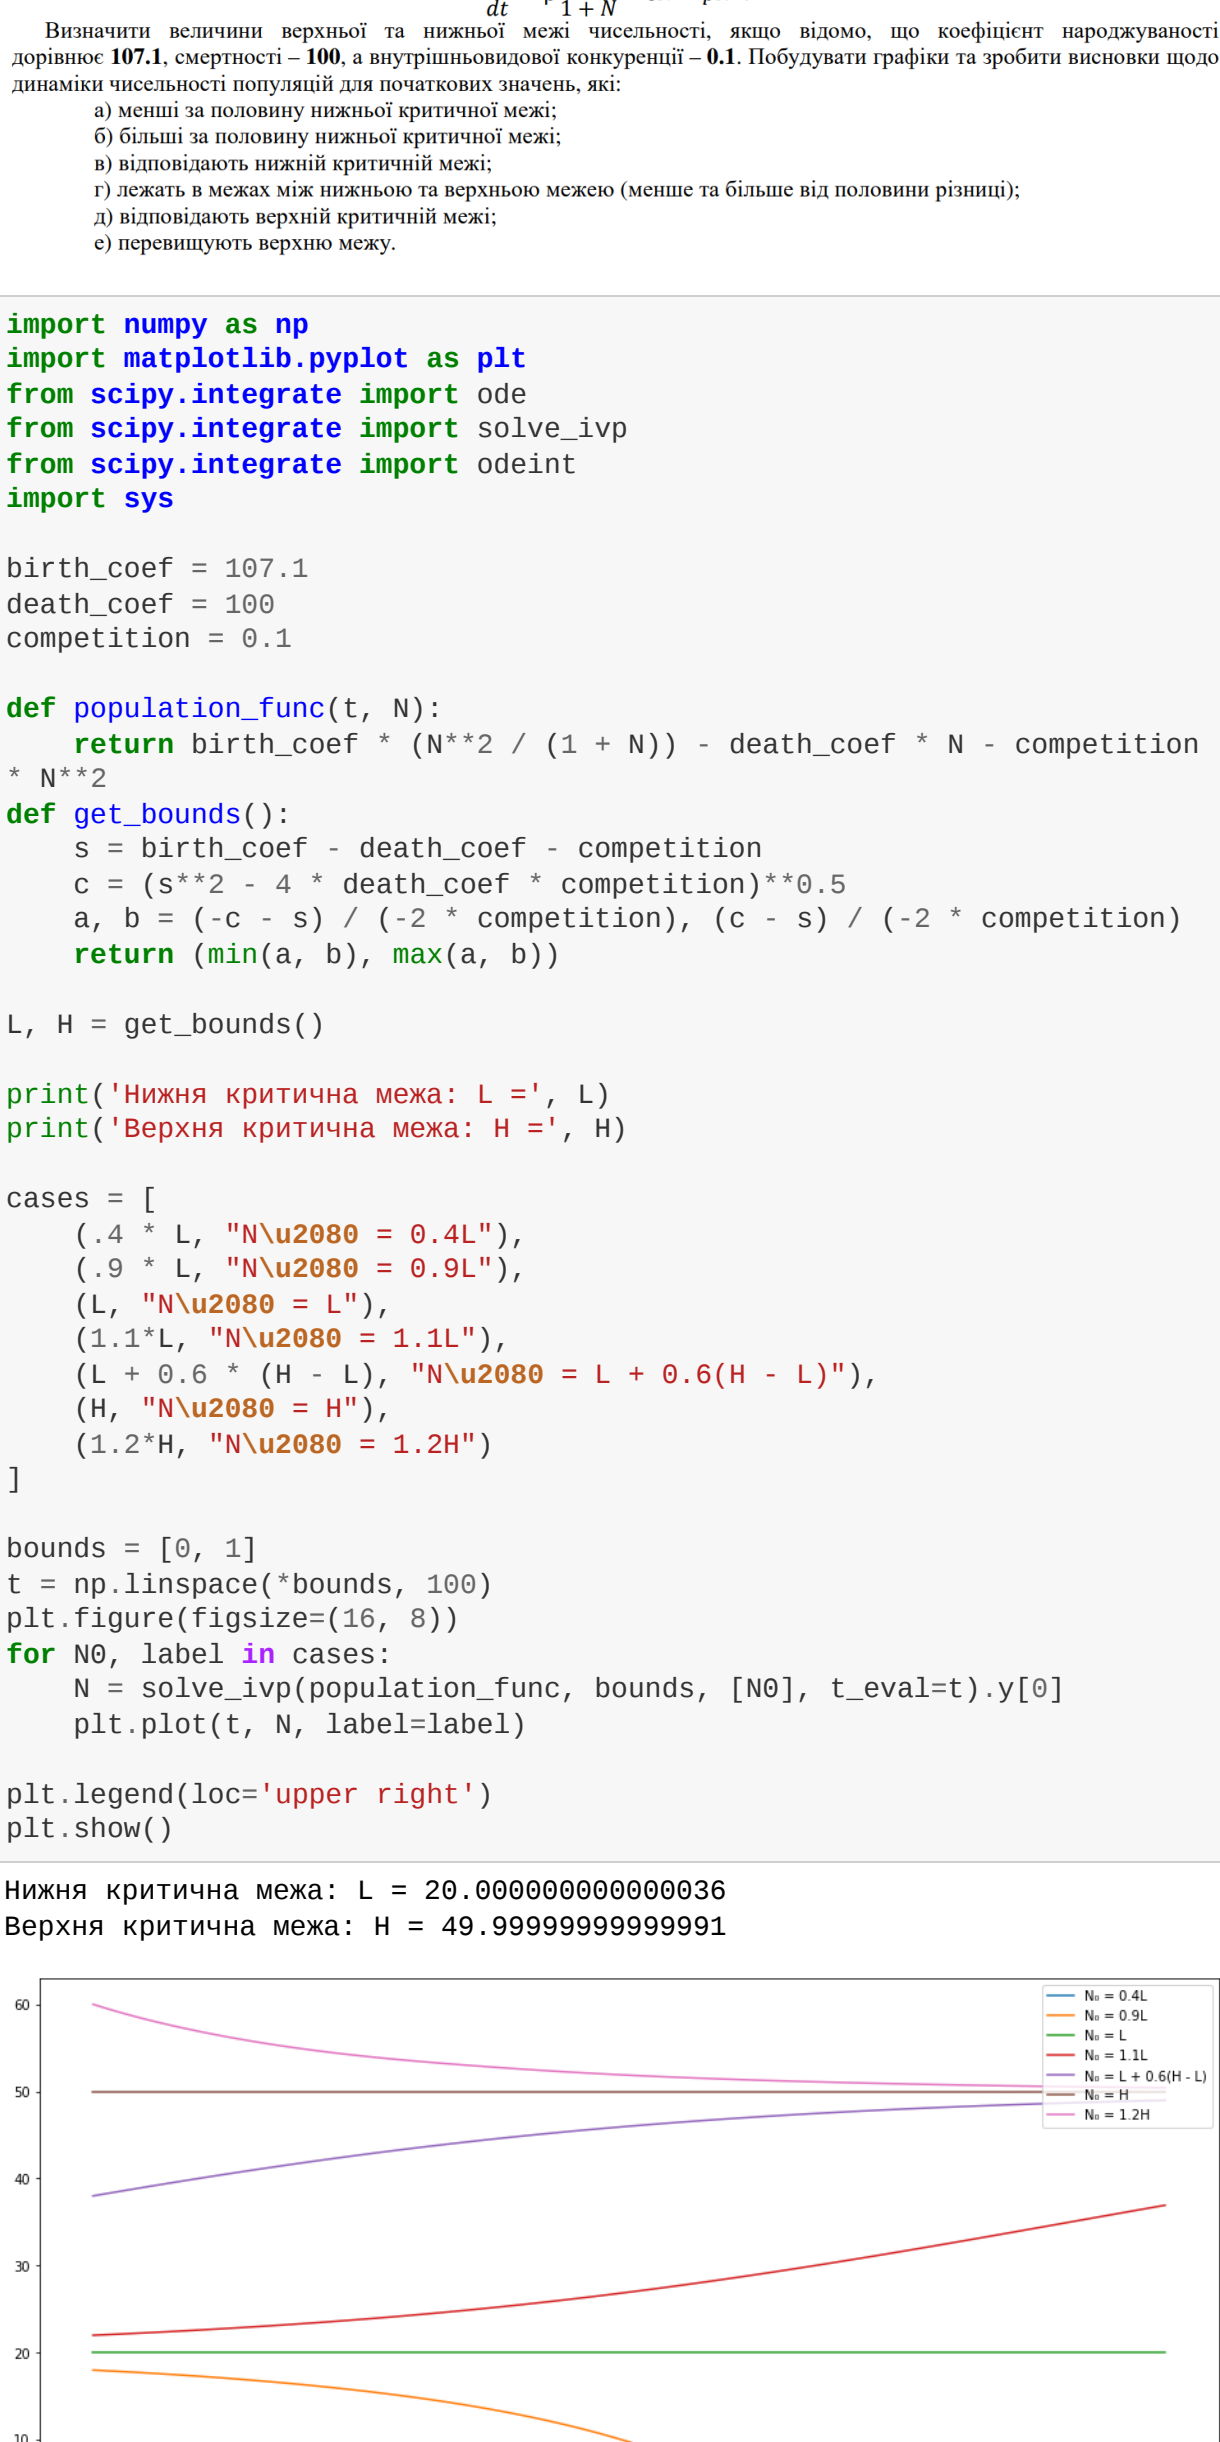 dt 1 + N
Визначити величини верхньої та нижньої межі чисельності, якщо відомо, що коефіцієнт народжуваності
дорівнює 107.1, смертності – 100, а внутрішньовидової конкуренції – 0.1. Побудувати графіки та зробити висновки щодо
динаміки чисельності популяцій для початкових значень, які:
а) менші за половину нижньої критичної межі;
б) більші за половину нижньої критичної межі;
в) відповідають нижній критичній межі;
г) лежать в межах між нижньою та верхньою межею (менше та більше від половини різниці);
д) відповідають верхній критичній межі;
е) перевищують верхню межу.
import numpy as np
import matplotlib.pyplot as plt
from scipy.integrate import ode
from scipy.integrate import solve_ivp
from scipy.integrate import odeint
import sys
birth_coef = 107.1
death_coef = 100
competition = 0.1
def population_func(t, N):
    return birth_coef * (N**2 / (1 + N)) - death_coef * N - competition
* N**2
def get_bounds():
    s = birth_coef - death_coef - competition
    c = (s**2 - 4 * death_coef * competition)**0.5
    a, b = (-c - s) / (-2 * competition), (c - s) / (-2 * competition)
    return (min(a, b), max(a, b))
L, H = get_bounds()
print('Нижня критична межа: L =', L)
print('Верхня критична межа: H =', H)
cases = [
    (.4 * L, "N\u2080 = 0.4L"),
    (.9 * L, "N\u2080 = 0.9L"),
    (L, "N\u2080 = L"),
    (1.1*L, "N\u2080 = 1.1L"),
    (L + 0.6 * (H - L), "N\u2080 = L + 0.6(H - L)"),
    (H, "N\u2080 = H"),
    (1.2*H, "N\u2080 = 1.2H")
]
bounds = [0, 1]
t = np.linspace(*bounds, 100)
plt.figure(figsize=(16, 8))
for N0, label in cases:
    N = solve_ivp(population_func, bounds, [N0], t_eval=t).y[0]
    plt.plot(t, N, label=label)
plt.legend(loc='upper right')
plt.show()
Нижня критична межа: L = 20.000000000000036
Верхня критична межа: H = 49.99999999999991
N₀ = 0.4L
N₀ = 0.9L
N₀ = L
N₀ = 1.1L
N₀ = L + 0.6(H - L)
N₀ = H
N₀ = 1.2H
60
50
40
30
20
10